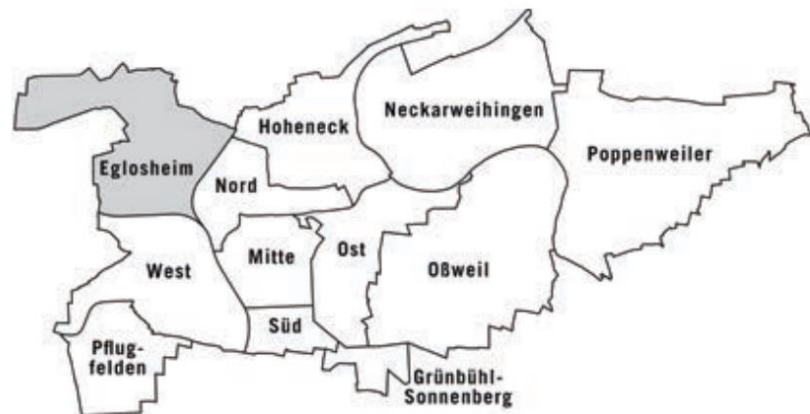 Neckarweihingen
Hoheneck
Poppenweiler
Eglosheim
Nord
Ost
Mitte
West
Oßweil
Süd
Pflug-
felden
Grünbühl-
Sonnenberg